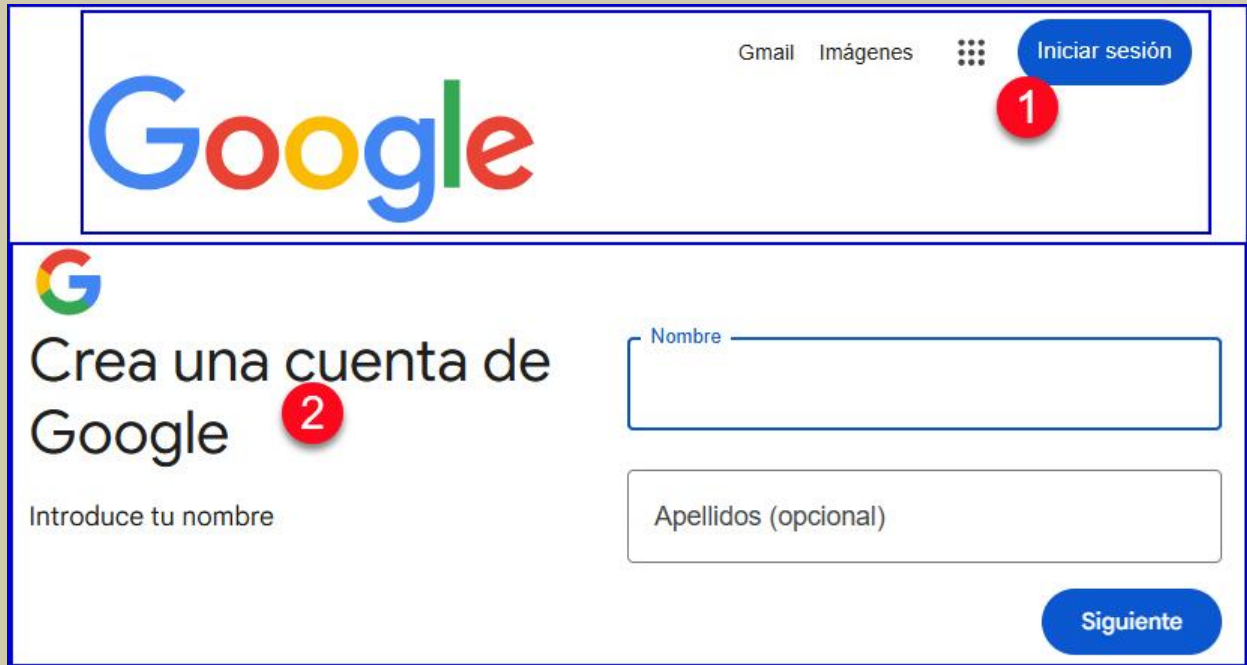 Gmail Imágenes Iniciar sesión
1
Google
Crea una cuenta de
Google
2
Introduce tu nombre
Nombre
Apellidos (opcional)
Siguiente